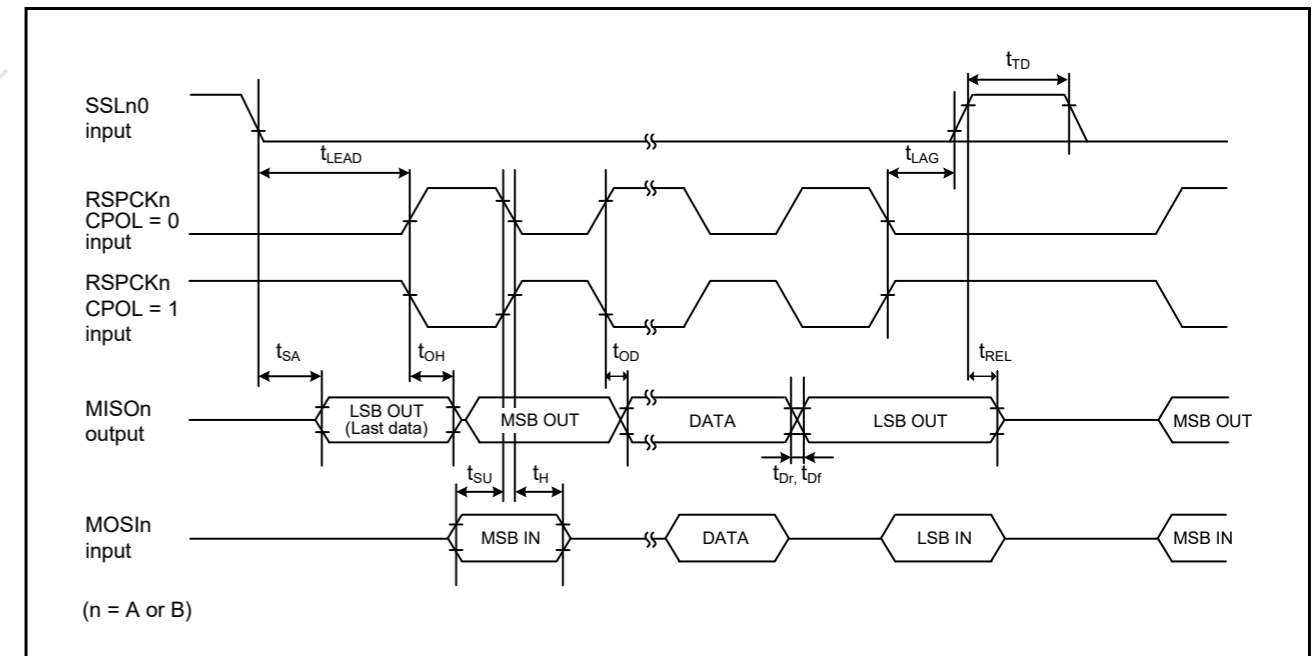 t_TD
SSLn0
input
t_LEAD
t_LAG
RSPCKn
CPOL = 0
input
RSPCKn
CPOL = 1
input
t_SA
t_OH
t_OD
t_REL
MISOn
output
LSB OUT
(Last data)
MSB OUT
DATA
LSB OUT
MSB OUT
t_SU
t_H
t_Dr, t_Df
MOSIn
input
MSB IN
DATA
LSB IN
MSB IN
(n = A or B)